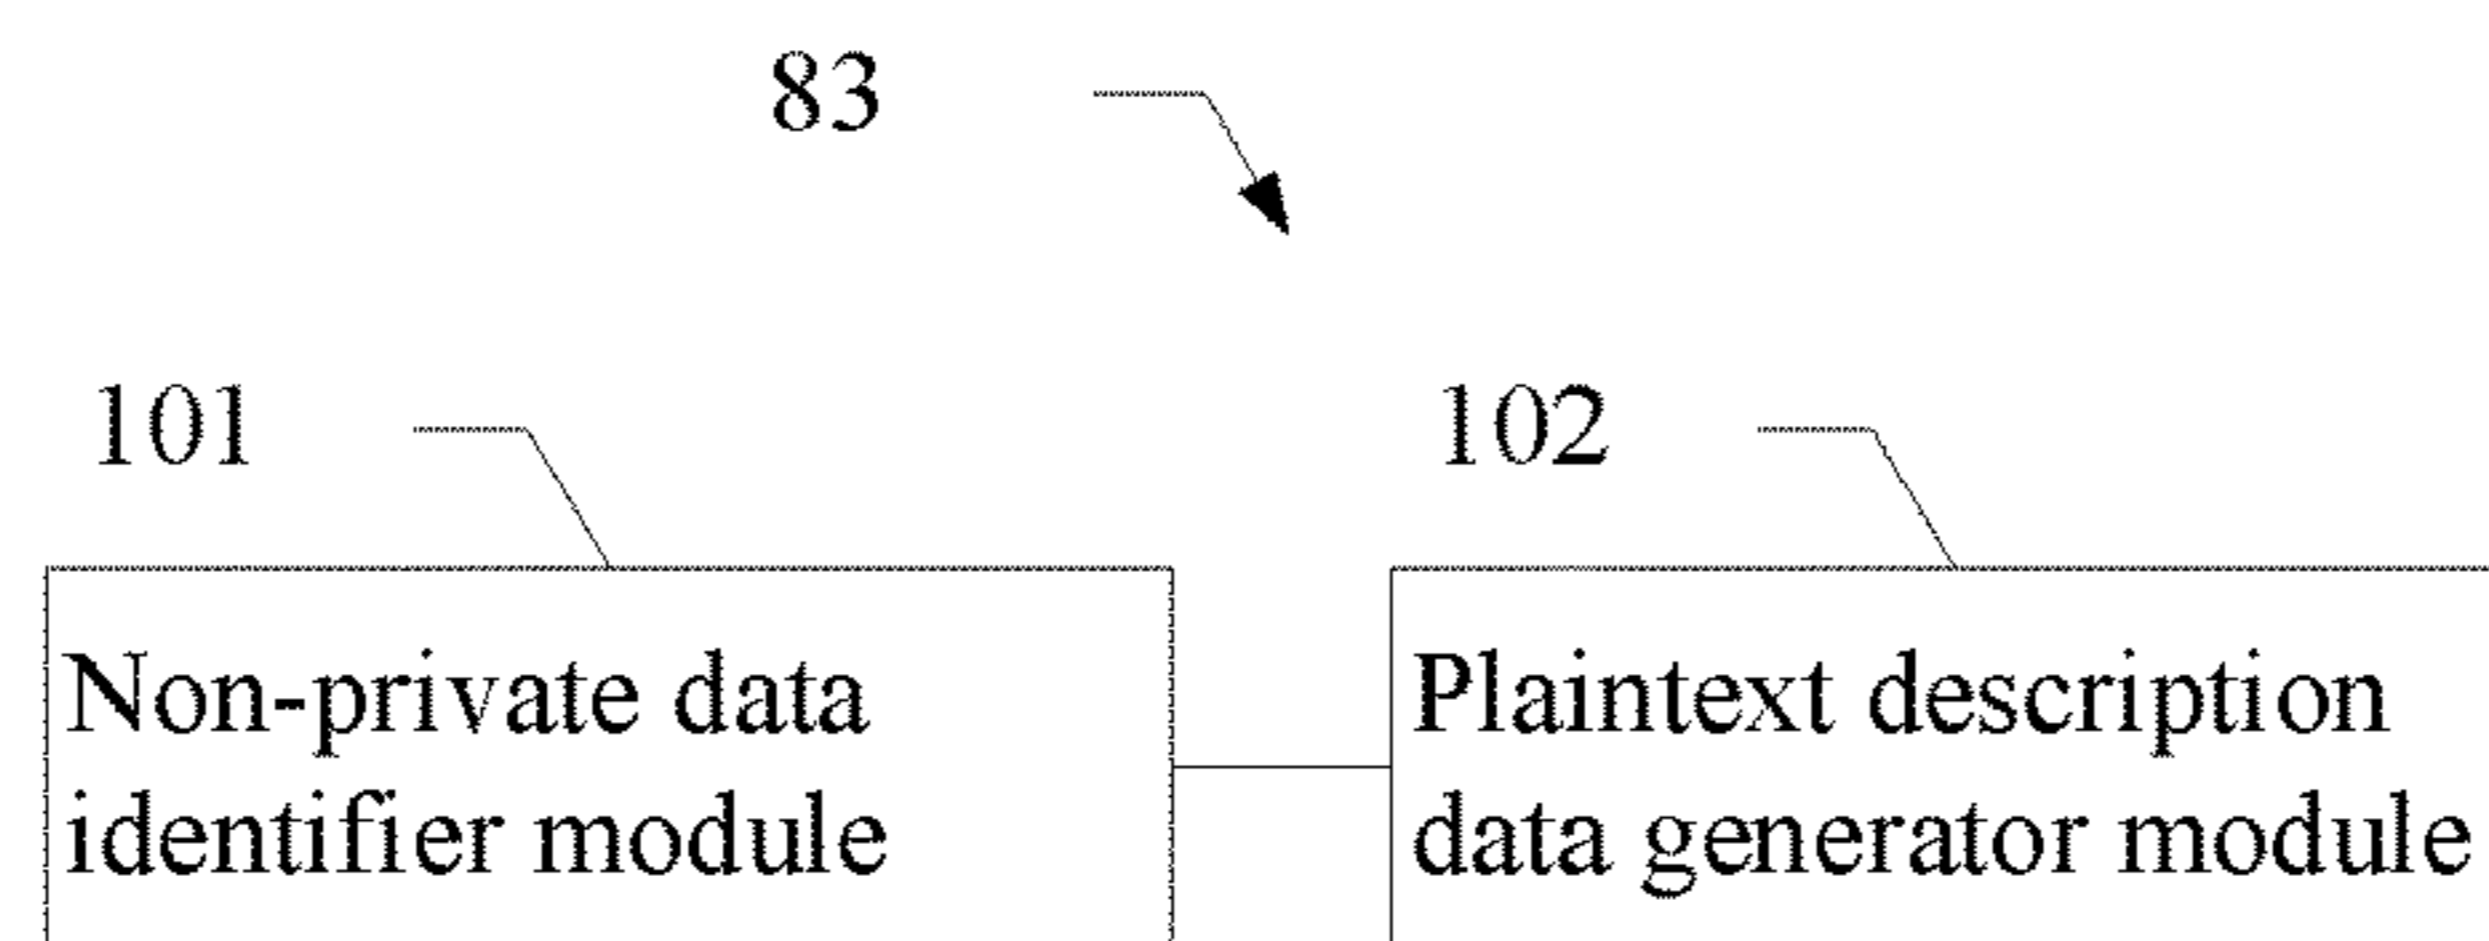 83
101
102
Non-private data
identifier module
Plaintext description
data generator module